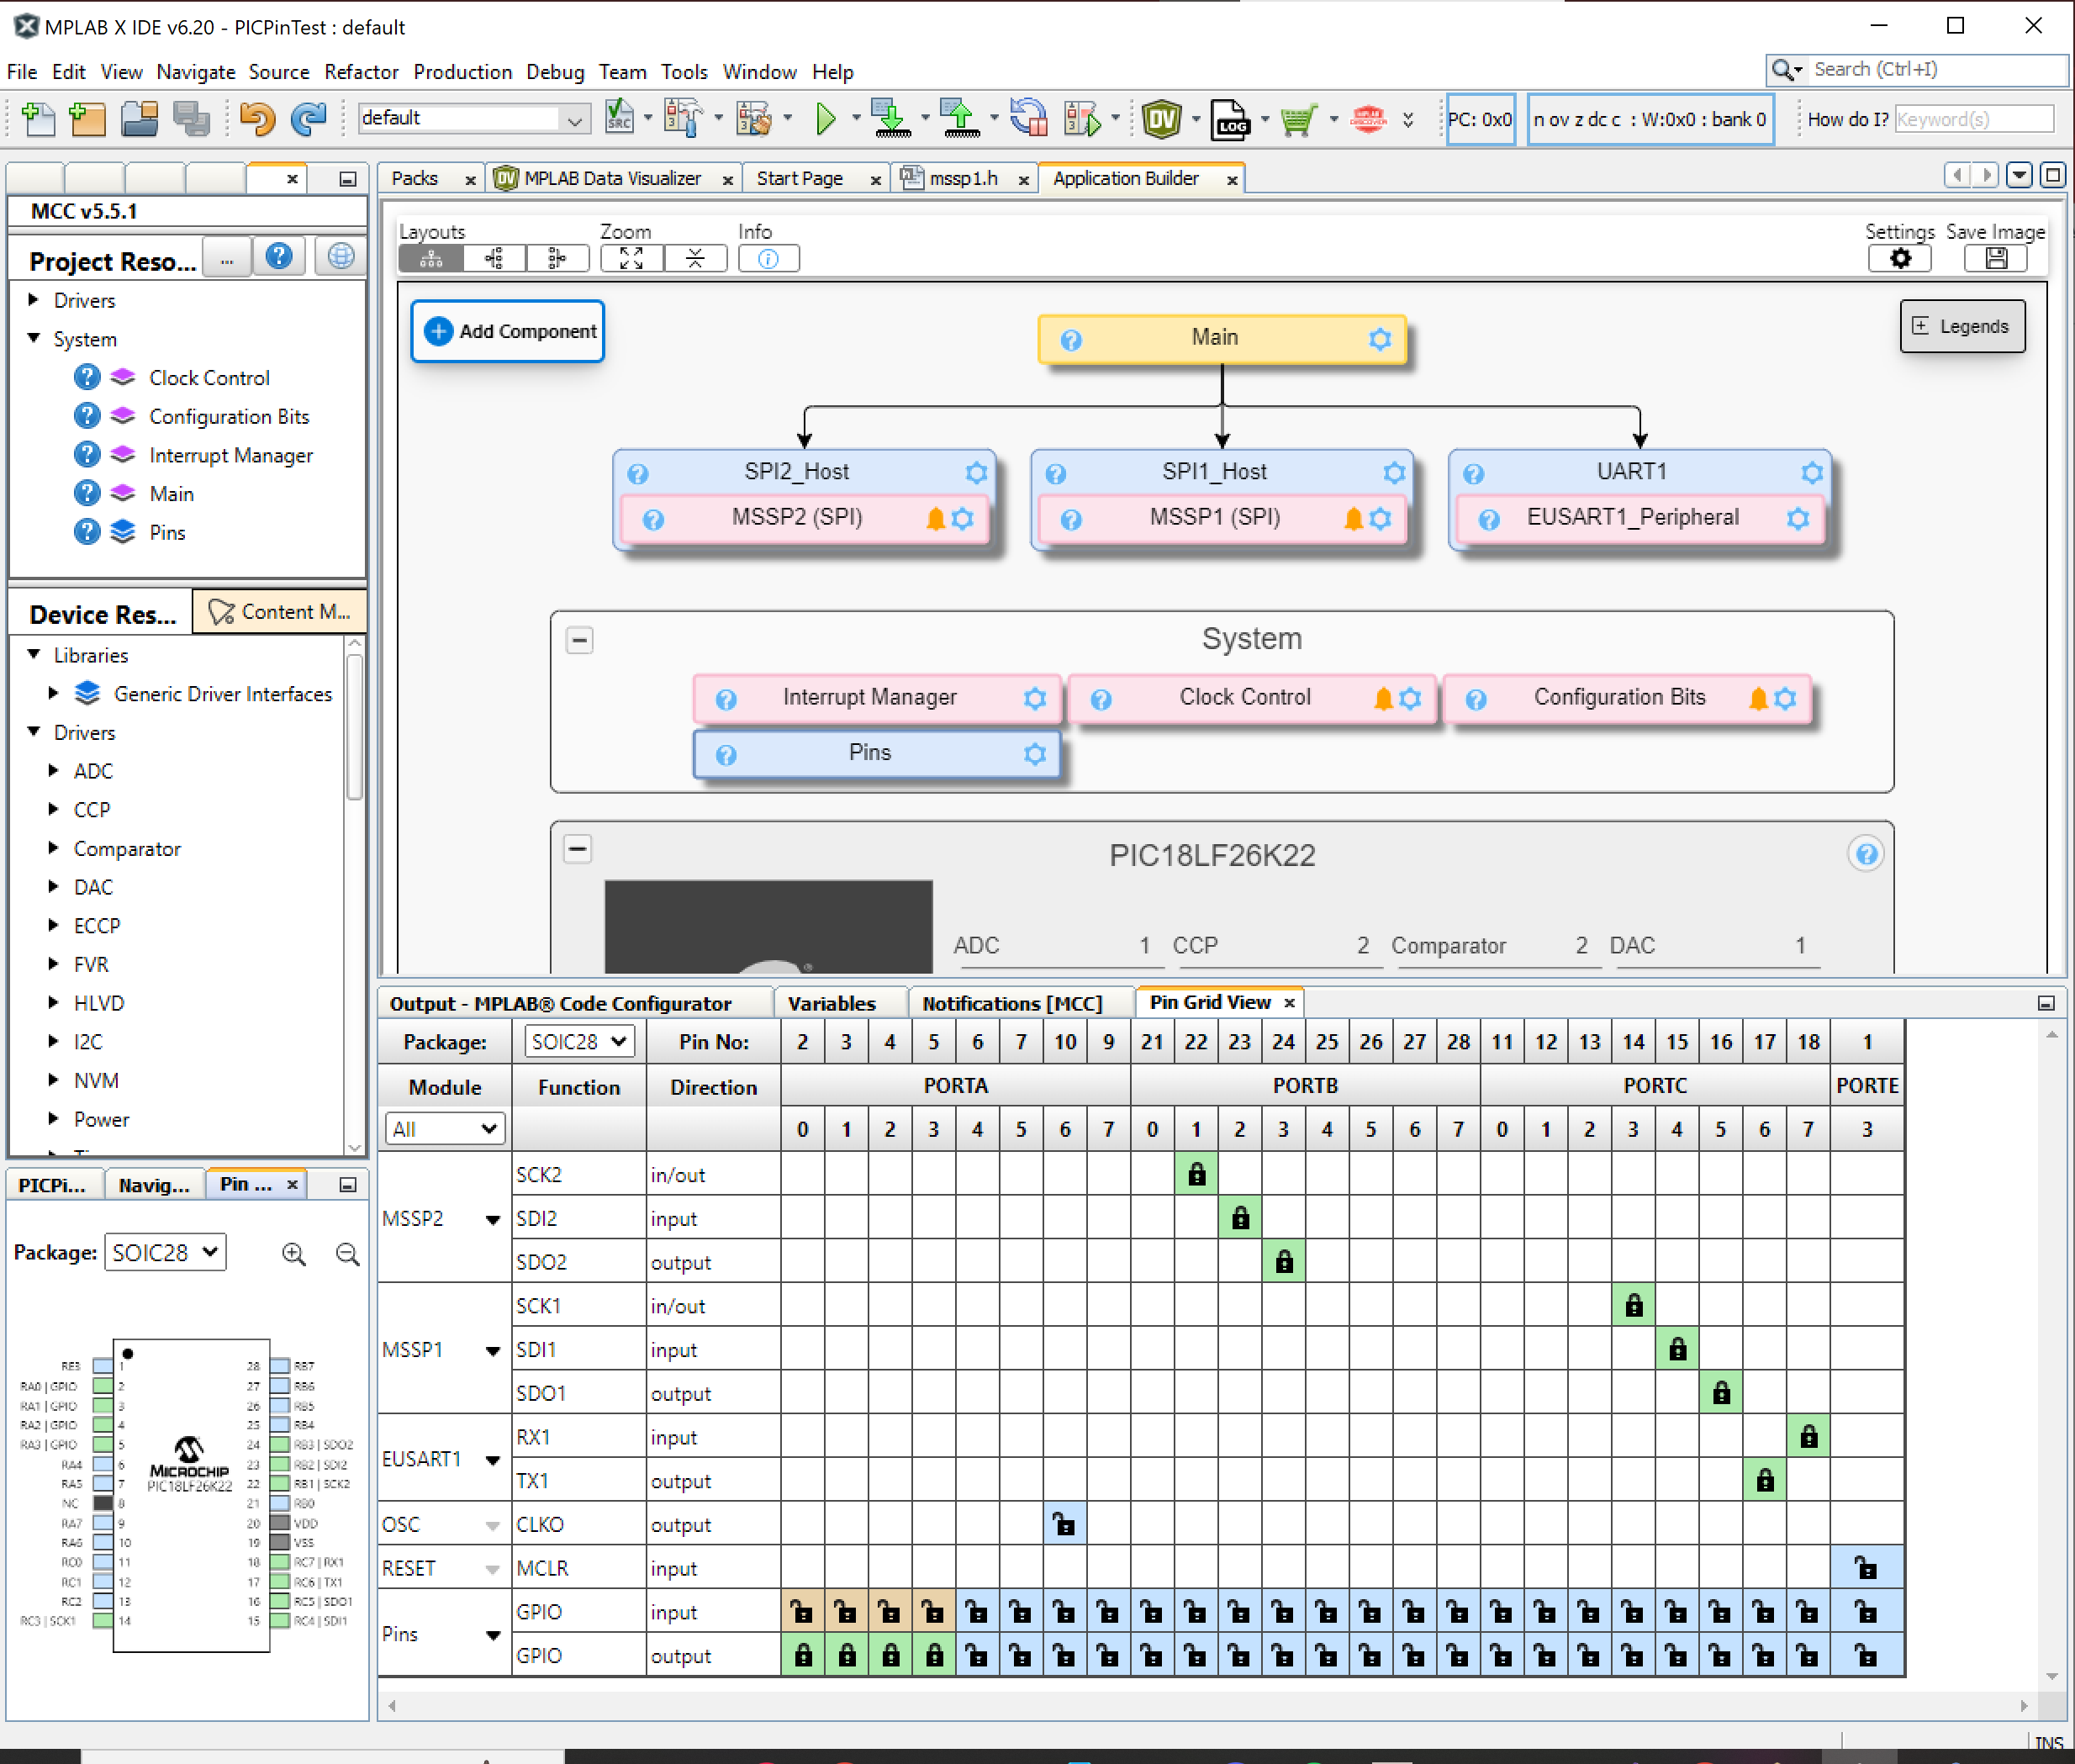 MPLAB X IDE v6.20 - PICPinTest : default
File Edit View Navigate Source Refactor Production Debug Team Tools Window Help
Search (Ctrl+I)
default
SRC
DV
LOG
PC: 0x0
n ov z dc c : W:0x0 : bank 0
How do I?
Keyword(s)
Packs
MPLAB Data Visualizer
Start Page
mssp1.h
Application Builder
MCC v5.5.1
Project Reso...
...
Drivers
System
Clock Control
Configuration Bits
Interrupt Manager
Main
Pins
Device Res...
Content M...
Libraries
Generic Driver Interfaces
Drivers
ADC
CCP
Comparator
DAC
ECCP
FVR
HLVD
I2C
NVM
Power
Layouts
Zoom
Info
Settings
Save Image
Add Component
Legends
Main
SPI2_Host
MSSP2 (SPI)
SPI1_Host
MSSP1 (SPI)
UART1
EUSART1_Peripheral
System
Interrupt Manager
Clock Control
Configuration Bits
Pins
PIC18LF26K22
ADC 1
CCP 2
Comparator 2
DAC 1
PICPi...
Navig...
Pin ...
Package: SOIC28
RE3 1 28 RB7
RA0 | GPIO 2 27 RB6
RA1 | GPIO 3 26 RB5
RA2 | GPIO 4 25 RB4
RA3 | GPIO 5 24 RB3 | SDO2
RA4 6 23 RB2 | SDI2
RA5 7 22 RB1 | SCK2
NC 8 21 RB0
RA7 9 20 VDD
RA6 10 19 VSS
RC0 11 18 RC7 | RX1
RC1 12 17 RC6 | TX1
RC2 13 16 RC5 | SDO1
RC3 | SCK1 14 15 RC4 | SDI1
MICROCHIP
PIC18LF26K22
Output - MPLAB® Code Configurator
Variables
Notifications [MCC]
Pin Grid View
Package: SOIC28 Pin No: 2 3 4 5 6 7 10 9 21 22 23 24 25 26 27 28 11 12 13 14 15 16 17 18 1
Module Function Direction PORTA PORTB PORTC PORTE
All 0 1 2 3 4 5 6 7 0 1 2 3 4 5 6 7 0 1 2 3 4 5 6 7 3
MSSP2
SCK2 in/out
SDI2 input
SDO2 output
MSSP1
SCK1 in/out
SDI1 input
SDO1 output
EUSART1
RX1 input
TX1 output
OSC CLKO output
RESET MCLR input
Pins
GPIO input
GPIO output
INS